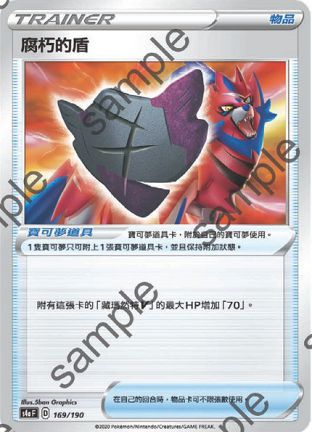 TRAINER 物品
腐朽的盾
sample
sample
sample
sample
寶可夢道具 寶可夢道具卡,附於自己的寶可夢使用。
1隻寶可夢只可附上1張寶可夢道具卡,並且保持附加狀態。
附有這張卡的「藏瑪然特V」的最大HP增加「70」。
Illus.5ban Graphics
s4a F D 169/190
在自己的回合時,物品卡可不限張數使用。
©2020 Pokémon/Nintendo/Creatures/GAME FREAK.